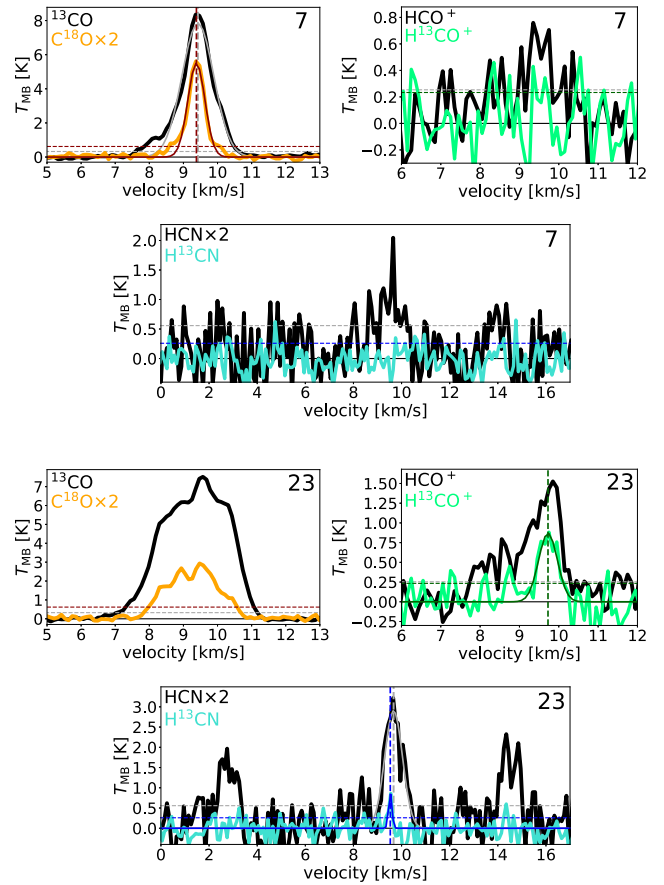 ¹³CO 7
C¹⁸O×2
T_MB [K]
8
6
4
2
0
5 6 7 8 9 10 11 12 13
velocity [km/s]
HCO⁺ 7
H¹³CO⁺
T_MB [K]
0.8
0.6
0.4
0.2
0.0
−0.2
6 7 8 9 10 11 12
velocity [km/s]
HCN×2 7
H¹³CN
T_MB [K]
2.0
1.5
1.0
0.5
0.0
0 2 4 6 8 10 12 14 16
velocity [km/s]
¹³CO 23
C¹⁸O×2
T_MB [K]
7
6
5
4
3
2
1
0
5 6 7 8 9 10 11 12 13
velocity [km/s]
HCO⁺ 23
H¹³CO⁺
T_MB [K]
1.50
1.25
1.00
0.75
0.50
0.25
0.00
−0.25
6 7 8 9 10 11 12
velocity [km/s]
HCN×2 23
H¹³CN
T_MB [K]
3.0
2.5
2.0
1.5
1.0
0.5
0.0
0 2 4 6 8 10 12 14 16
velocity [km/s]